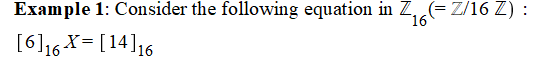 Example 1: Consider the following equation in ℤ₁₆(= ℤ/16 ℤ) :
[6]₁₆ X= [14]₁₆